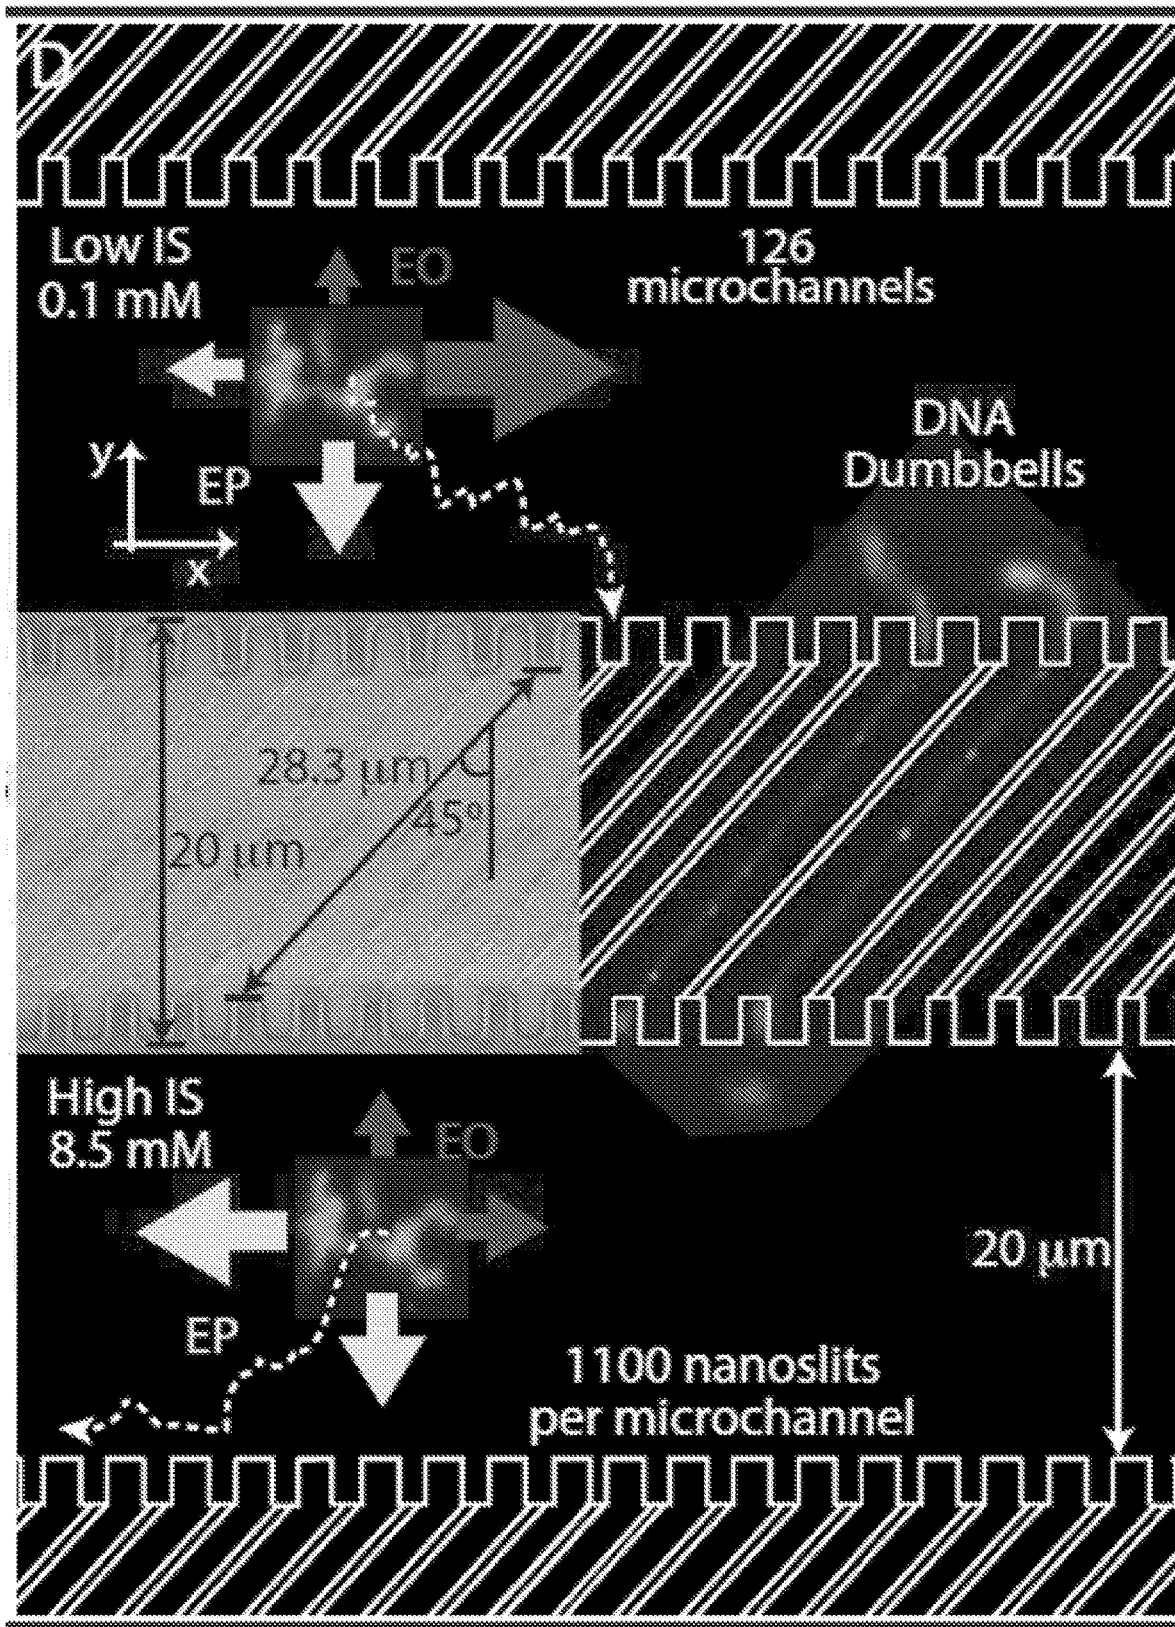 D
Low IS
0.1 mM
EO
126
microchannels
DNA
Dumbbells
y
EP
x
28.3 μm
45º
20 μm
High IS
8.5 mM
EO
20 μm
EP
1100 nanoslits
per microchannel